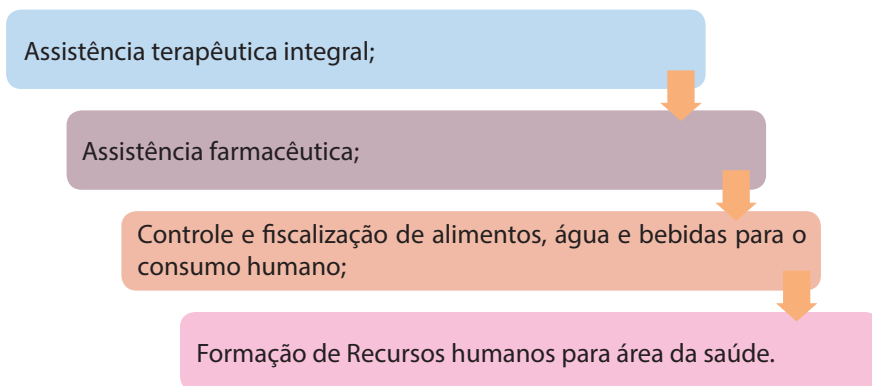 Assistência terapêutica integral;
Assistência farmacêutica;
Controle e fiscalização de alimentos, água e bebidas para o
consumo humano;
Formação de Recursos humanos para área da saúde.